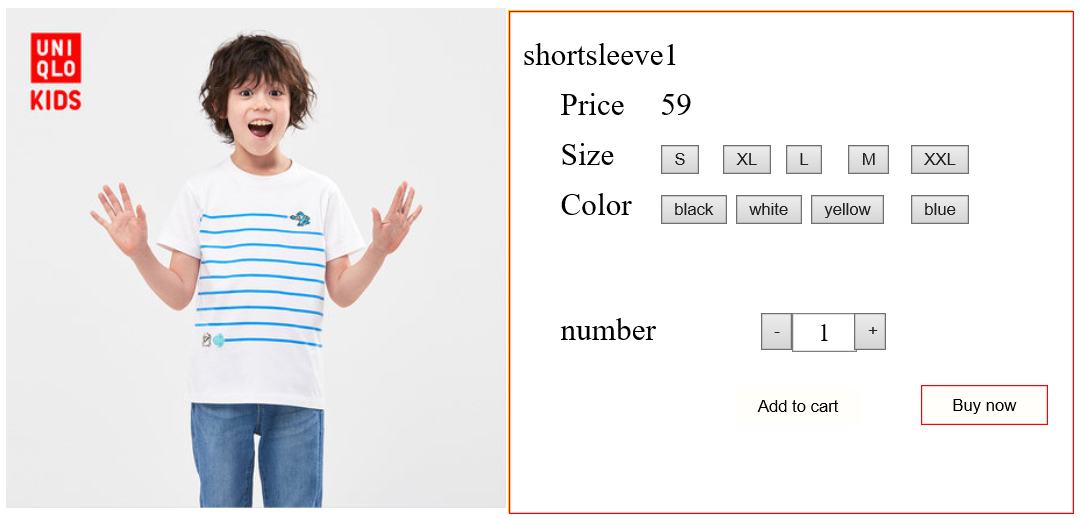 UNI
QLO
KIDS
shortsleeve1
Price 59
Size S XL L M XXL
Color black white yellow blue
number - 1 +
Add to cart Buy now